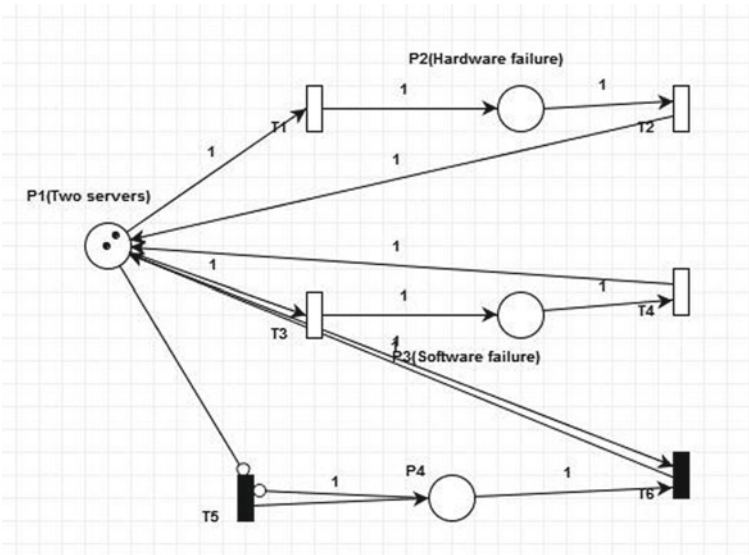 P2(Hardware failure)
1
1
T1
T2
1
1
P1(Two servers)
1
1
1
1
T3
T4
1
P3(Software failure)
P4
1
1
T6
T5